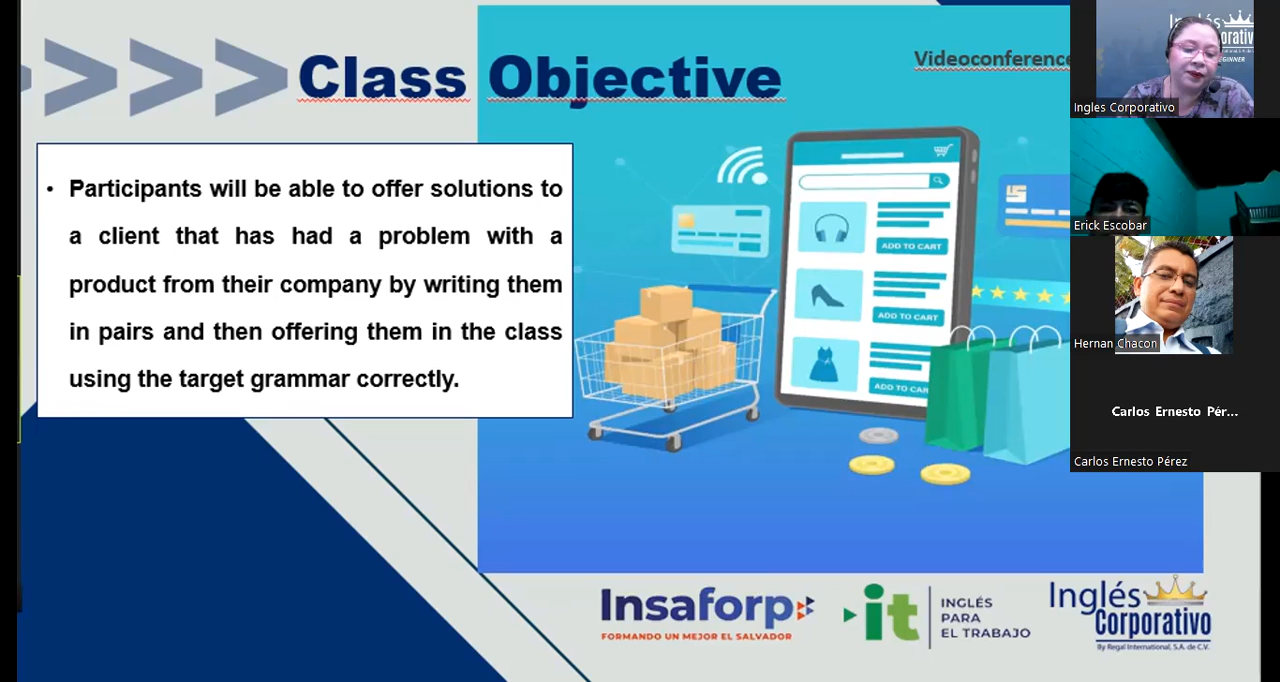 Class Objective
Videoconference
• Participants will be able to offer solutions to
a client that has had a problem with a
product from their company by writing them
in pairs and then offering them in the class
using the target grammar correctly.
ADD TO CART
ADD TO CART
ADD TO CART
Insaforp
FORMANDO UN MEJOR EL SALVADOR
it
INGLÉS
PARA
EL TRABAJO
Inglés
Corporativo
By Regal International, S.A. de C.V.
Ingles Corporativo
Erick Escobar
Hernan Chacon
Carlos Ernesto Pér...
Carlos Ernesto Pérez